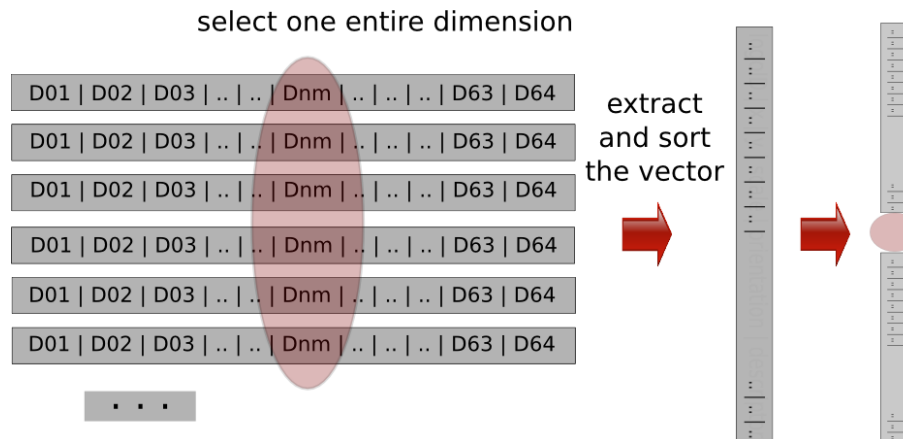 select one entire dimension
D01 | D02 | D03 | .. | .. | Dnm | .. | .. | .. | D63 | D64
D01 | D02 | D03 | .. | .. | Dnm | .. | .. | .. | D63 | D64
D01 | D02 | D03 | .. | .. | Dnm | .. | .. | .. | D63 | D64
D01 | D02 | D03 | .. | .. | Dnm | .. | .. | .. | D63 | D64
D01 | D02 | D03 | .. | .. | Dnm | .. | .. | .. | D63 | D64
D01 | D02 | D03 | .. | .. | Dnm | .. | .. | .. | D63 | D64
. . .
extract
and sort
the vector